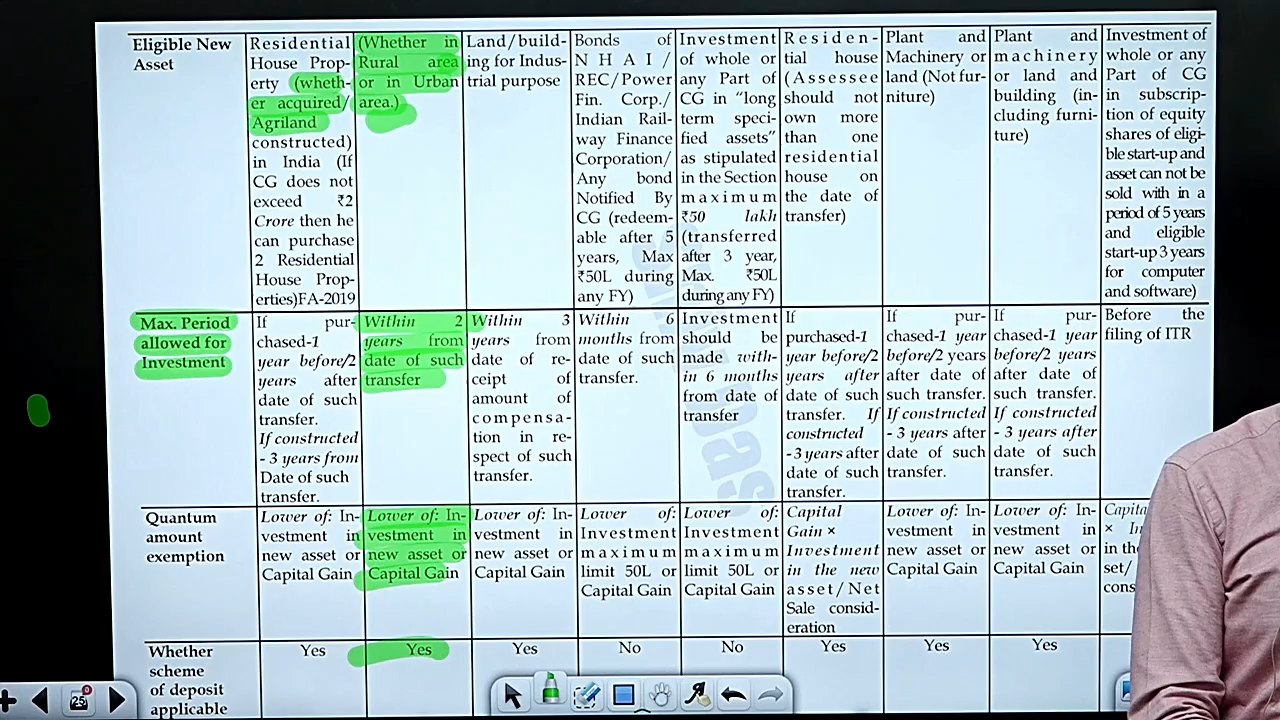 Eligible New
Asset
Residential
House Prop-
erty (wheth-
er acquired/
Agriland
constructed)
in India (If
CG does not
exceed ₹2
Crore then he
can purchase
2 Residential
House Prop-
erties)FA-2019
(Whether in
Rural area
or in Urban
area.)
Land/build-
ing for Indus-
trial purpose
Bonds of
NHAI/
REC/Power
Fin. Corp./
Indian Rail-
way Finance
Corporation/
Any bond
Notified By
CG (redeem-
able after 5
years, Max
₹50L during
any FY)
Investment
of whole or
any Part of
CG in "long
term speci-
fied assets"
as stipulated
in the Section
maximum
₹50 lakh
(transferred
after 3 year,
Max. ₹50L
during any FY)
Residen-
tial house
(Assessee
should not
own more
than one
residential
house on
the date of
transfer)
Plant and
Machinery or
land (Not fur-
niture)
Plant and
machinery
or land and
building (in-
cluding furni-
ture)
Investment of
whole or any
Part of CG
in subscrip-
tion of equity
shares of eligi-
ble start-up and
asset can not be
sold with in a
period of 5 years
and eligible
start-up 3 years
for computer
and software)
Max. Period
allowed for
Investment
If pur-
chased-1
year before/2
years after
date of such
transfer.
If constructed
- 3 years from
Date of such
transfer.
Within 2
years from
date of such
transfer
Within 3
years from
date of re-
ceipt of
amount of
compensa-
tion in re-
spect of such
transfer.
Within 6
months from
date of such
transfer.
Investment
should be
made with-
in 6 months
from date of
transfer
If
purchased-1
year before/2
years after
date of such
transfer. If
constructed
-3 years after
date of such
transfer.
If pur-
chased-1 year
before/2 years
after date of
such transfer.
If constructed
- 3 years after
date of such
transfer.
If pur-
chased-1 year
before/2 years
after date of
such transfer.
If constructed
- 3 years after
date of such
transfer.
Before the
filing of ITR
Quantum
amount
exemption
Lower of: In-
vestment in
new asset or
Capital Gain
Lower of: In-
vestment in
new asset or
Capital Gain
Lower of: In-
vestment in
new asset or
Capital Gain
Lower of:
Investment
maximum
limit 50L or
Capital Gain
Lower of:
Investment
maximum
limit 50L or
Capital Gain
Capital
Gain ×
Investment
in the new
asset/Net
Sale consid-
eration
Lower of: In-
vestment in
new asset or
Capital Gain
Lower of: In-
vestment in
new asset or
Capital Gain
×
in
set/
Whether
scheme
of deposit
applicable
Yes
Yes
Yes
No
No
Yes
Yes
Yes
25